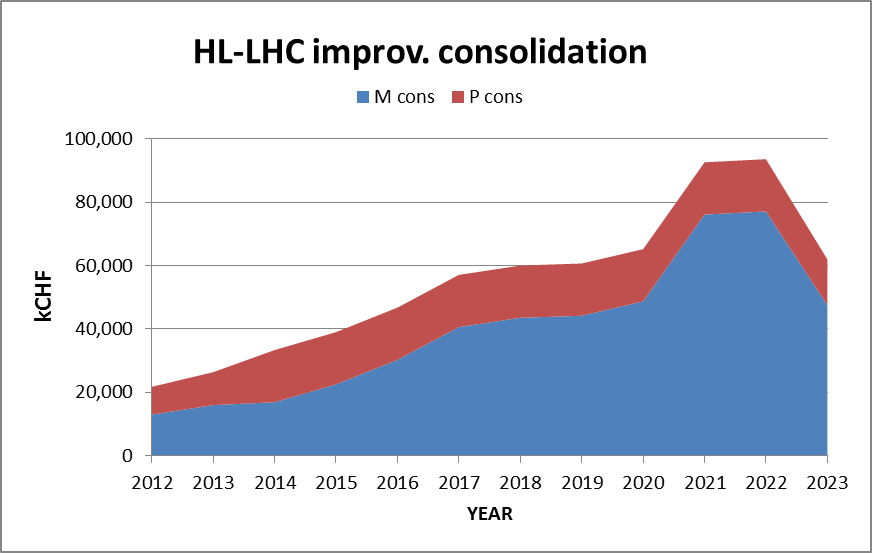 HL-LHC improv. consolidation
M cons P cons
100,000
80,000
60,000
40,000
20,000
0
kCHF
2012 2013 2014 2015 2016 2017 2018 2019 2020 2021 2022 2023
YEAR